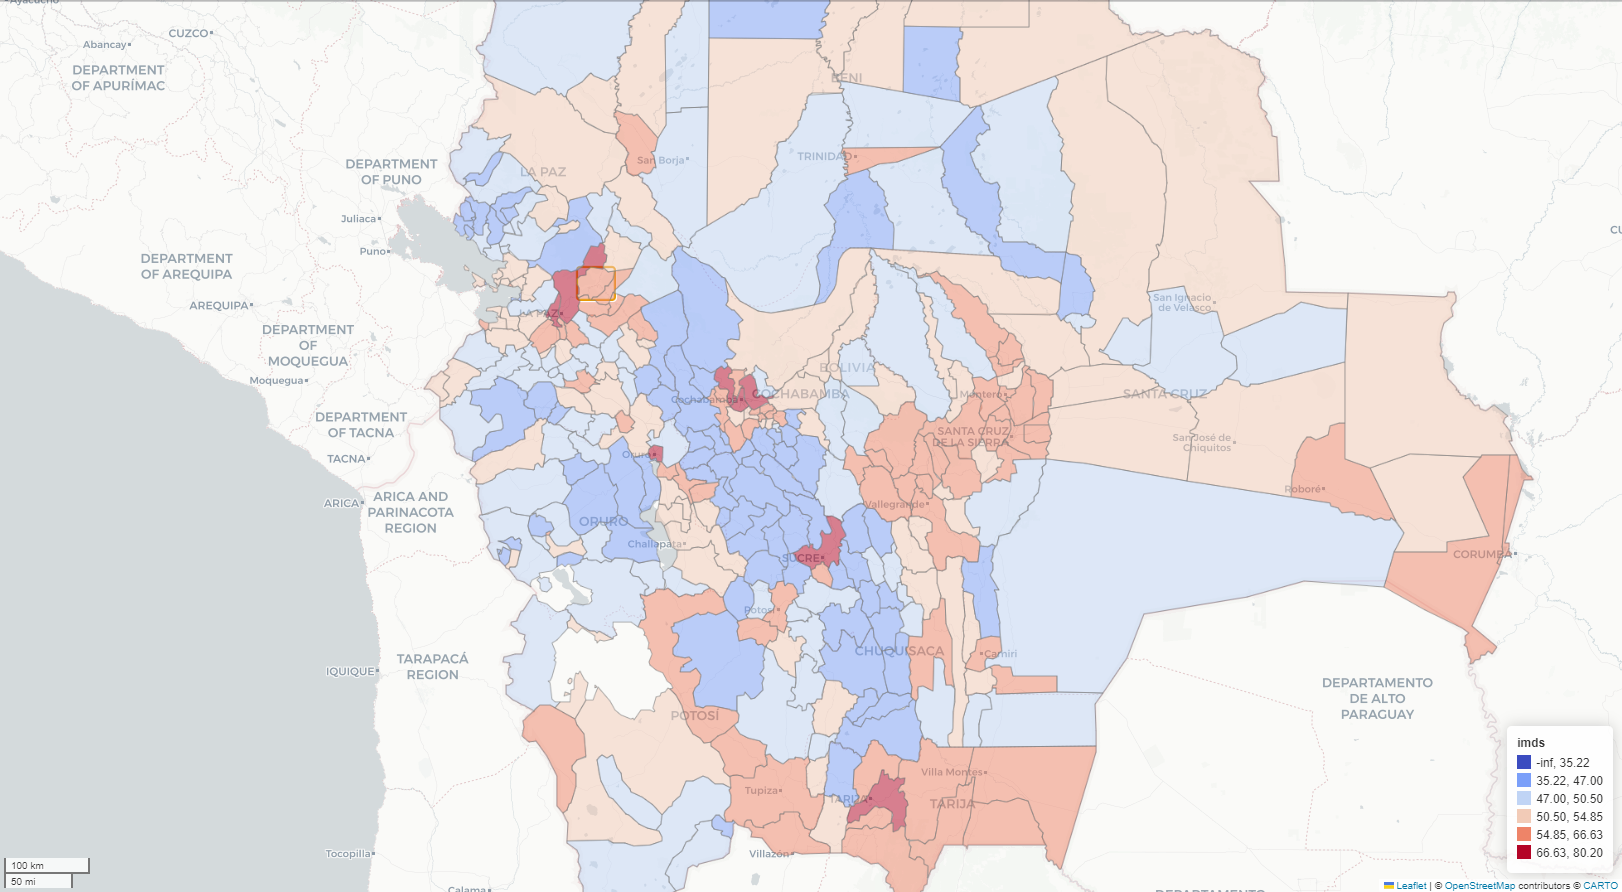 Ayacucho
CUZCO
Abancay
DEPARTMENT
OF APURÍMAC
BENI
TRINIDAD
San Borja
LA PAZ
DEPARTMENT
OF PUNO
Juliaca
Puno
DEPARTMENT
OF AREQUIPA
AREQUIPA
San Ignacio
de Velasco
LA PAZ
DEPARTMENT
OF
MOQUEGUA
Moquegua
BOLIVIA
Cochabamba
COCHABAMBA
Montero
SANTA CRUZ
DEPARTMENT
OF TACNA
TACNA
SANTA CRUZ
DE LA SIERRA
San José de
Chiquitos
Oruro
Roboré
ARICA
ARICA AND
PARINACOTA
REGION
Vallegrande
ORURO
Challapata
SUCRE
CORUMBÁ
Potosí
CHUQUISACA
Camiri
IQUIQUE
TARAPACÁ
REGION
DEPARTAMENTO
DE ALTO
PARAGUAY
POTOSÍ
Villa Montes
Tupiza
TARIJA
TARIJA
Tocopilla
Villazón
Calama
DEPARTAMENTO
imds
-inf, 35.22
35.22, 47.00
47.00, 50.50
50.50, 54.85
54.85, 66.63
66.63, 80.20
100 km
50 mi
Leaflet | © OpenStreetMap contributors © CARTO